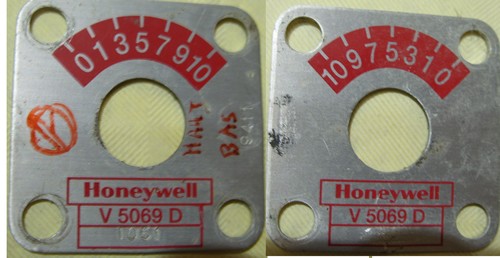 0 1 3 5 7 9 10
HAUT
BAS
Honeywell
V 5069 D
10 9 7 5 3 1 0
Honeywell
V 5069 D